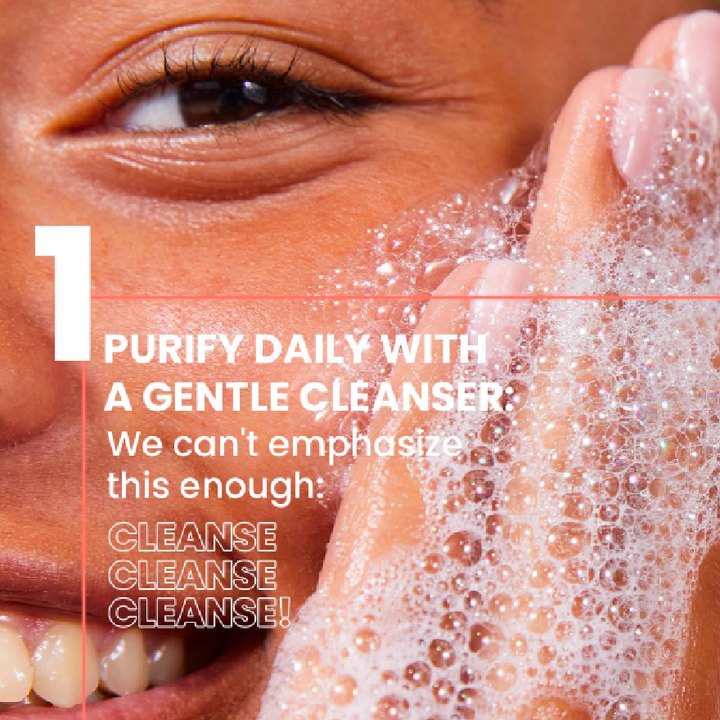 1
PURIFY DAILY WITH
A GENTLE CLEANSER:
We can't emphasize
this enough:
CLEANSE
CLEANSE
CLEANSE!